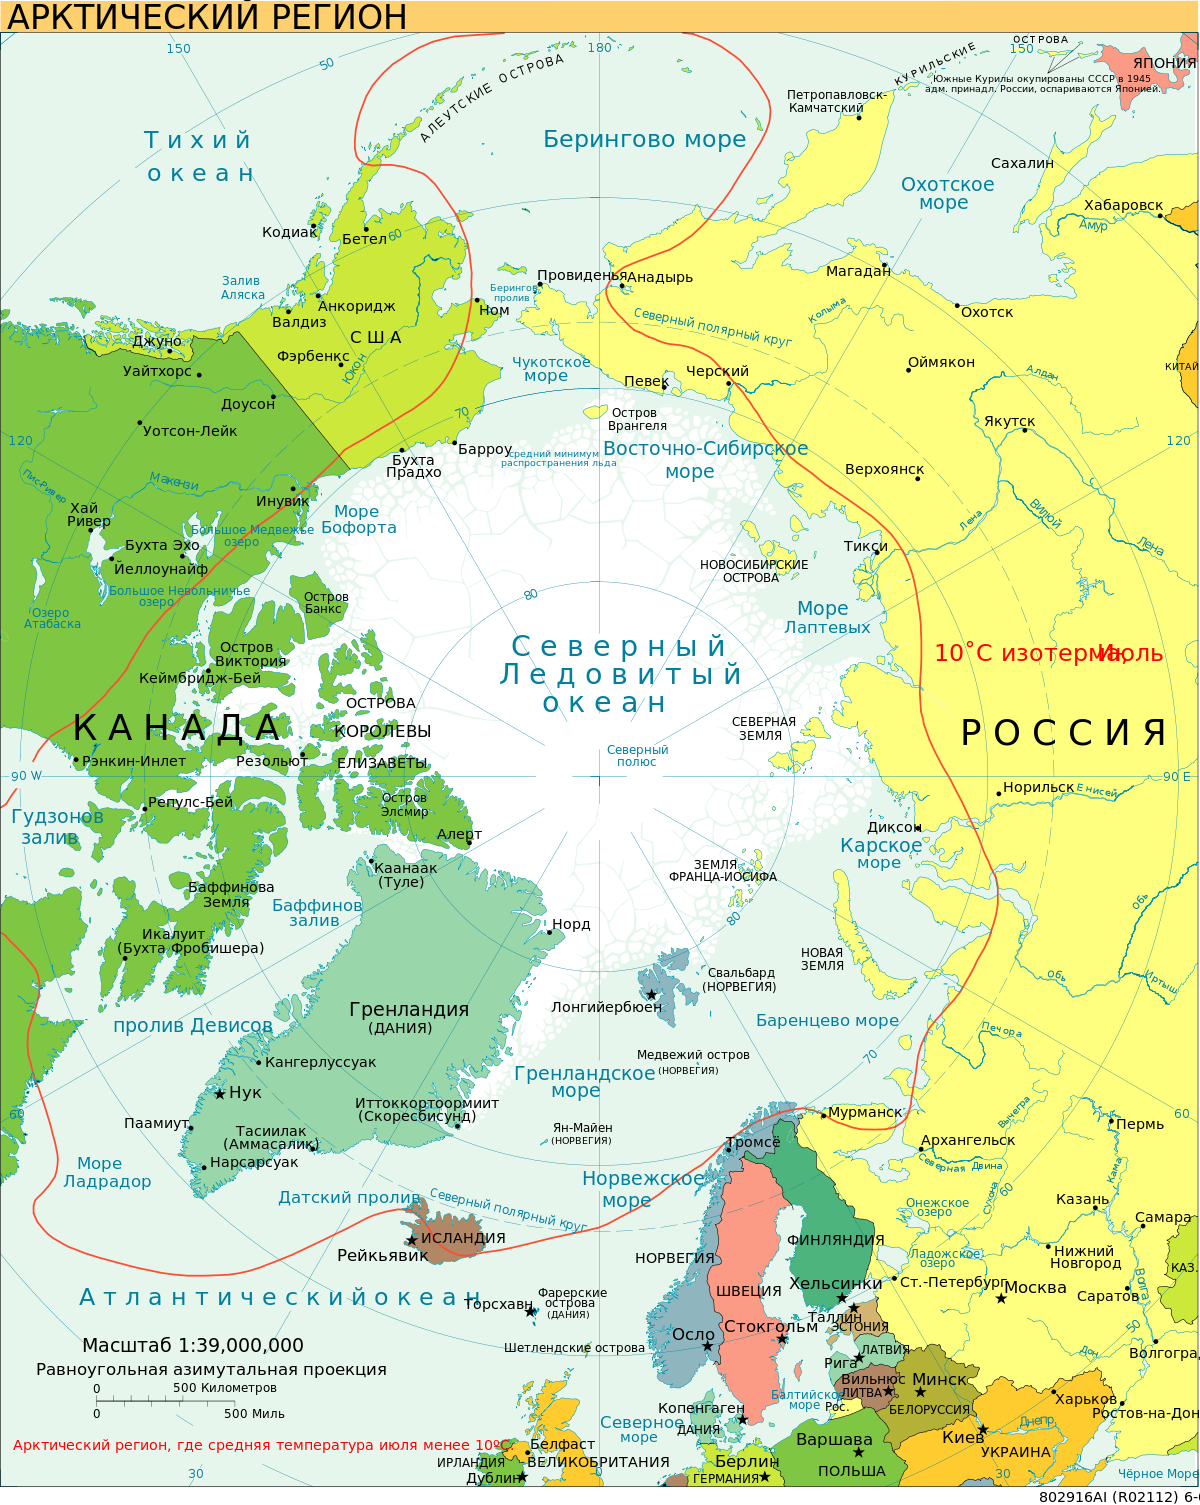 АРКТИЧЕСКИЙ РЕГИОН
150
50
180
150
ОСТРОВА
КУРИЛЬСКИЕ
ЯПОНИЯ
Южные Курилы окупированы СССР в 1945
адм. принадл. России, оспариваются Японией.
АЛЕУТСКИЕ ОСТРОВА
Петропавловск-
Камчатский
Тихий
океан
Берингово море
Сахалин
Охотское
море
Хабаровск
Амур
Кодиак
Бетел
60
Залив
Аляска
Берингов
пролив
Провиденья
Анадырь
Магадан
Анкоридж
Валдиз
Ном
Колыма
Охотск
Северный полярный круг
США
Джуно
Фэрбенкс
Юкон
Чукотское
море
Уайтхорс
Певек
Черский
Оймякон
КИТАЙ
Алдан
Доусон
70
Остров
Врангеля
Якутск
120
Уотсон-Лейк
Барроу
средний минимум
распространения льда
Восточно-Сибирское
море
120
Бухта
Прадхо
Верхоянск
ПисРивер
Макензи
Инувик
Хай
Ривер
Море
Бофорта
Лена
ВИЛЮЙ
Лена
Большое Медвежье
озеро
Бухта Эхо
Йеллоунайф
Тикси
НОВОСИБИРСКИЕ
ОСТРОВА
Большое Невольничье
озеро
80
Остров
Банкс
Озеро
Атабаска
Море
Лаптевых
Северный
Ледовитый
океан
10˚C изотерма, Июль
Остров
Виктория
Кеймбридж-Бей
ОСТРОВА
КОРОЛЕВЫ
ЕЛИЗАВЕТЫ
КАНАДА
СЕВЕРНАЯ
ЗЕМЛЯ
РОССИЯ
Северный
полюс
Рэнкин-Инлет
Резольют
90 W
90 E
Норильск
Енисей
Репулс-Бей
Остров
Элсмир
Гудзонов
залив
Алерт
Диксон
Карское
море
Каанаак
(Туле)
ЗЕМЛЯ
ФРАНЦА-ИОСИФА
Баффинова
Земля
Баффинов
залив
Обь
80
Норд
Икалуит
(Бухта Фробишера)
НОВАЯ
ЗЕМЛЯ
Свальбард
(НОРВЕГИЯ)
Обь
Иртыш
Лонгийербюен
Гренландия
(ДАНИЯ)
пролив Девисов
Баренцево море
Печора
Медвежий остров
(НОРВЕГИЯ)
70
Кангерлуссуак
Гренландское
море
Нук
Иттоккортоормиит
(Скоресбисунд)
60
Паамиут
Тасиилак
(Аммасалик)
Ян-Майен
(НОРВЕГИЯ)
Мурманск
Вычегра
60
Пермь
Тромсё
Архангельск
Северная Двина
Нарсарсуак
Море
Ладрадор
Кама
Норвежское
море
Датский пролив
Северный полярный круг
сухона
60
Онежское
озеро
Казань
Самара
ИСЛАНДИЯ
Рейкьявик
НОРВЕГИЯ
ФИНЛЯНДИЯ
Ладожское
озеро
Нижний
Новгород
КАЗ.
Волга
Атлантическийокеан
Торсхавн
Фарерские
острова
(ДАНИЯ)
ШВЕЦИЯ
Хельсинки
Ст.-Петербург
Москва
Саратов
Таллин
ЭСТОНИЯ
Осло
Стокгольм
50
Масштаб 1:39,000,000
Шетлендские острова
ЛАТВИЯ
Рига
Дон
Волгоград
Равноугольная азимутальная проекция
0
500 Километров
0
500 Миль
Вильнюс
ЛИТВА
Минск
Балтийское
море
Рос.
БЕЛОРУССИЯ
Харьков
Копенгаген
ДАНИЯ
Северное
море
Днепр
Ростов-на-Дон
Арктический регион, где средняя температура июля менее 10ºC.
Белфаст
Варшава
Киев
УКРАИНА
ИРЛАНДИЯ
ВЕЛИКОБРИТАНИЯ
Берлин
ГЕРМАНИЯ
ПОЛЬША
30
Дублин
0
30
Чёрное Море
802916AI (R02112) 6-